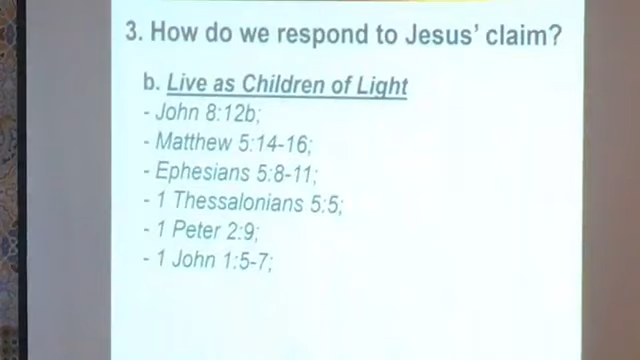 3. How do we respond to Jesus’ claim?
b. Live as Children of Light
- John 8:12b;
- Matthew 5:14-16;
- Ephesians 5:8-11;
- 1 Thessalonians 5:5;
- 1 Peter 2:9;
- 1 John 1:5-7;